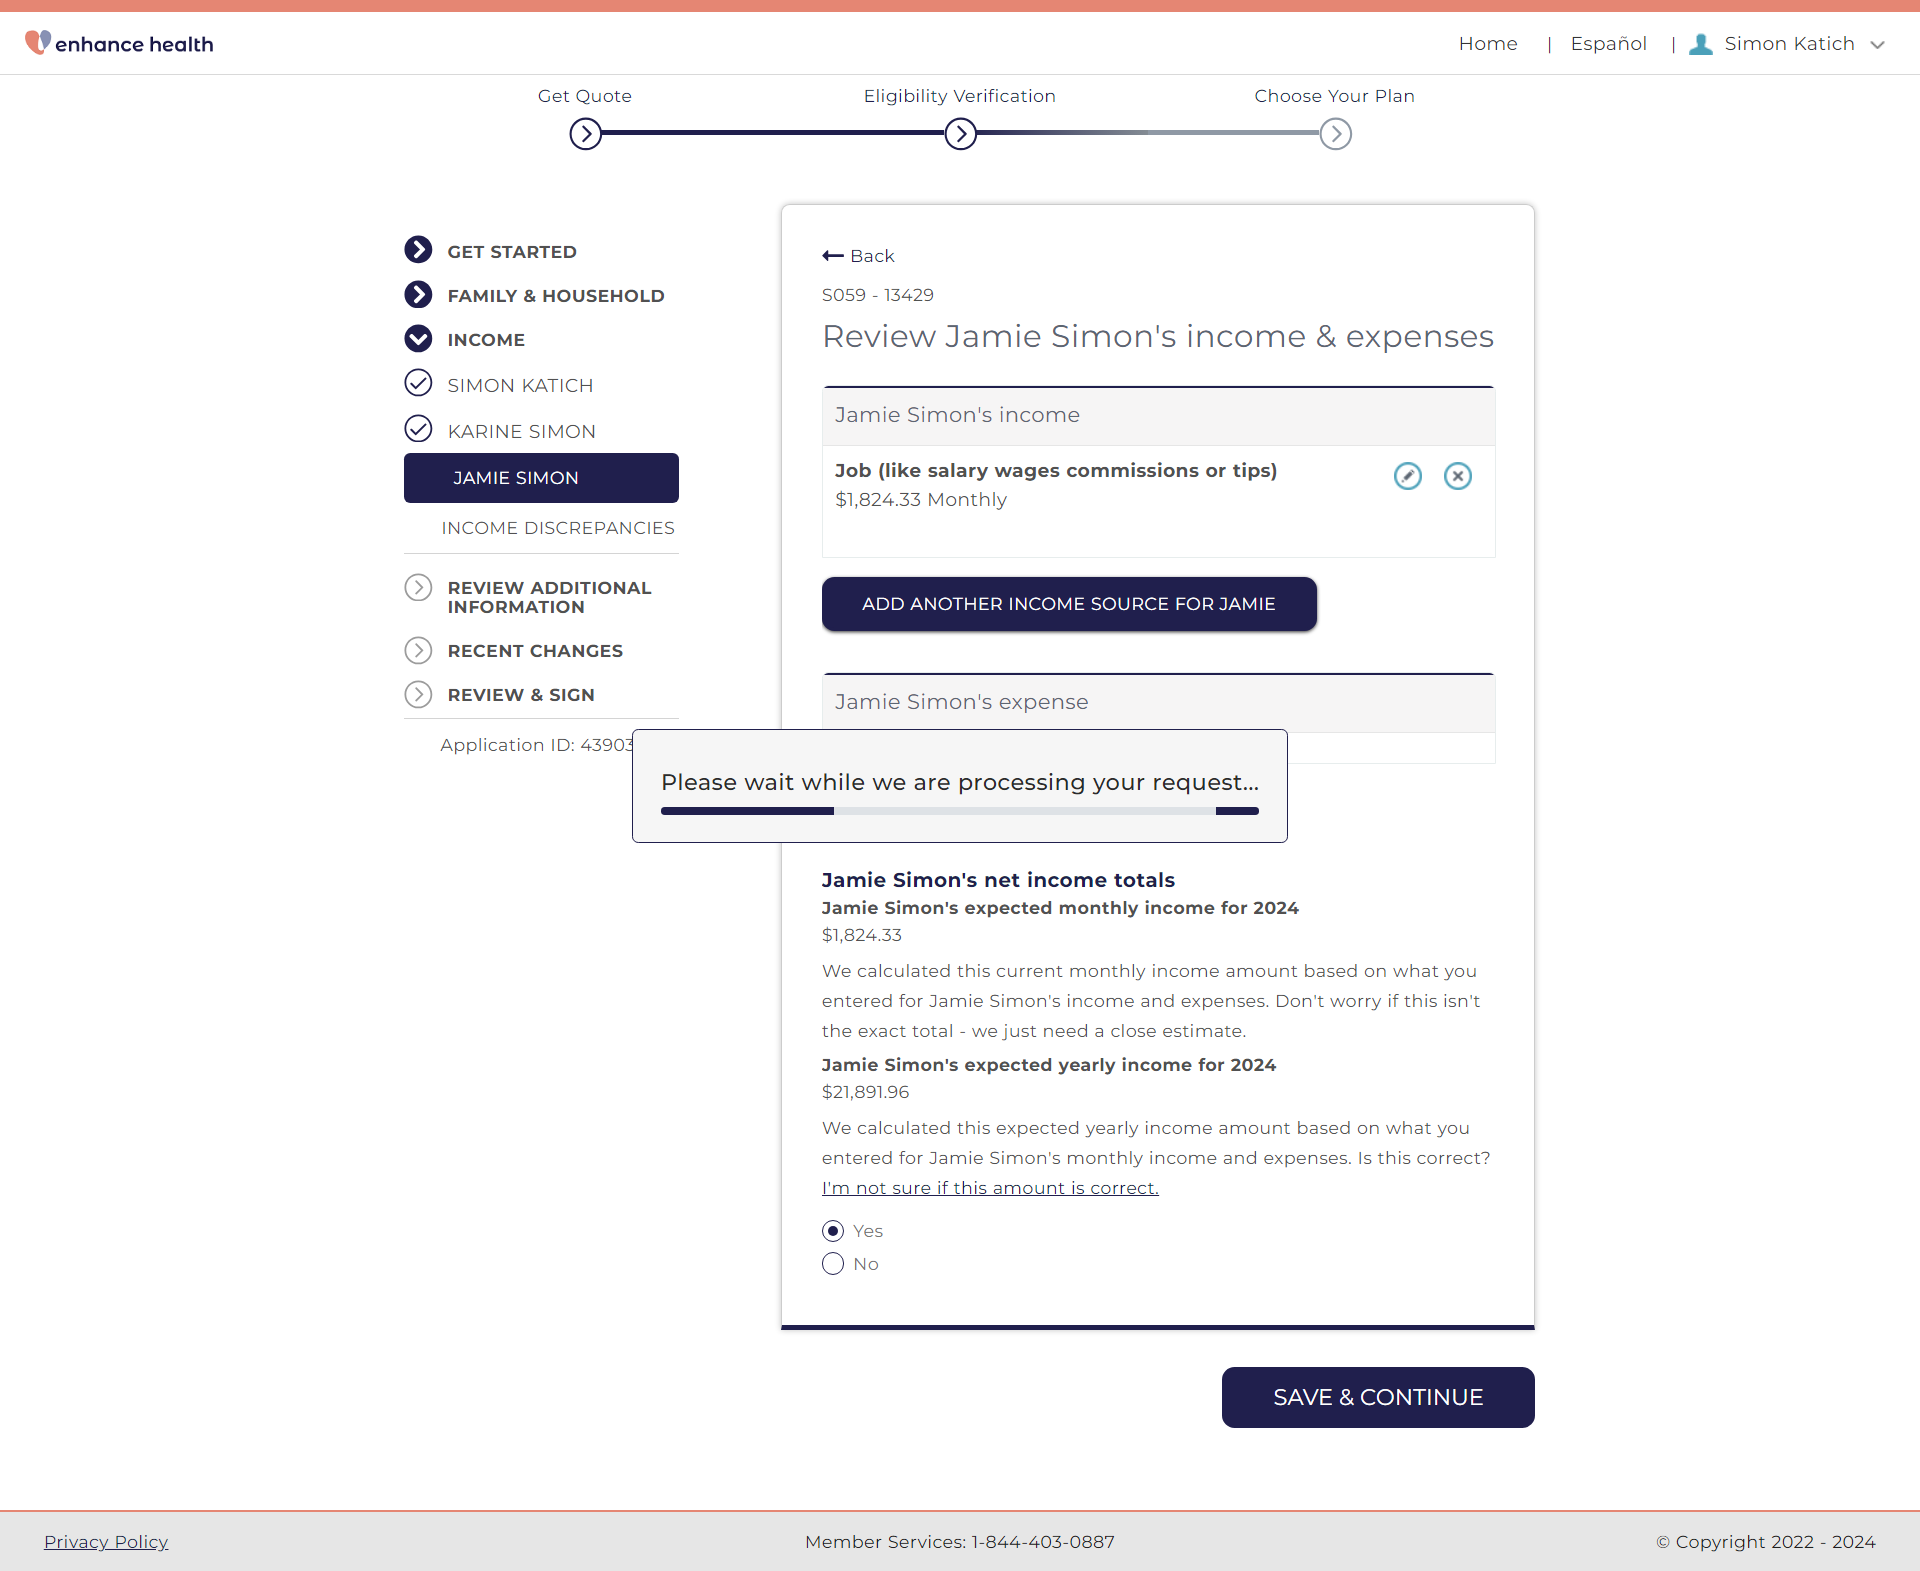 enhance health
Home | Español | Simon Katich
Get Quote
Eligibility Verification
Choose Your Plan
GET STARTED
FAMILY & HOUSEHOLD
INCOME
SIMON KATICH
KARINE SIMON
JAMIE SIMON
INCOME DISCREPANCIES
REVIEW ADDITIONAL
INFORMATION
RECENT CHANGES
REVIEW & SIGN
Application ID: 43903
Back
S059 - 13429
Review Jamie Simon's income & expenses
Jamie Simon's income
Job (like salary wages commissions or tips)
$1,824.33 Monthly
ADD ANOTHER INCOME SOURCE FOR JAMIE
Jamie Simon's expense
Please wait while we are processing your request...
Jamie Simon's net income totals
Jamie Simon's expected monthly income for 2024
$1,824.33
We calculated this current monthly income amount based on what you
entered for Jamie Simon's income and expenses. Don't worry if this isn't
the exact total - we just need a close estimate.
Jamie Simon's expected yearly income for 2024
$21,891.96
We calculated this expected yearly income amount based on what you
entered for Jamie Simon's monthly income and expenses. Is this correct?
I'm not sure if this amount is correct.
Yes
No
SAVE & CONTINUE
Privacy Policy
Member Services: 1-844-403-0887
© Copyright 2022 - 2024